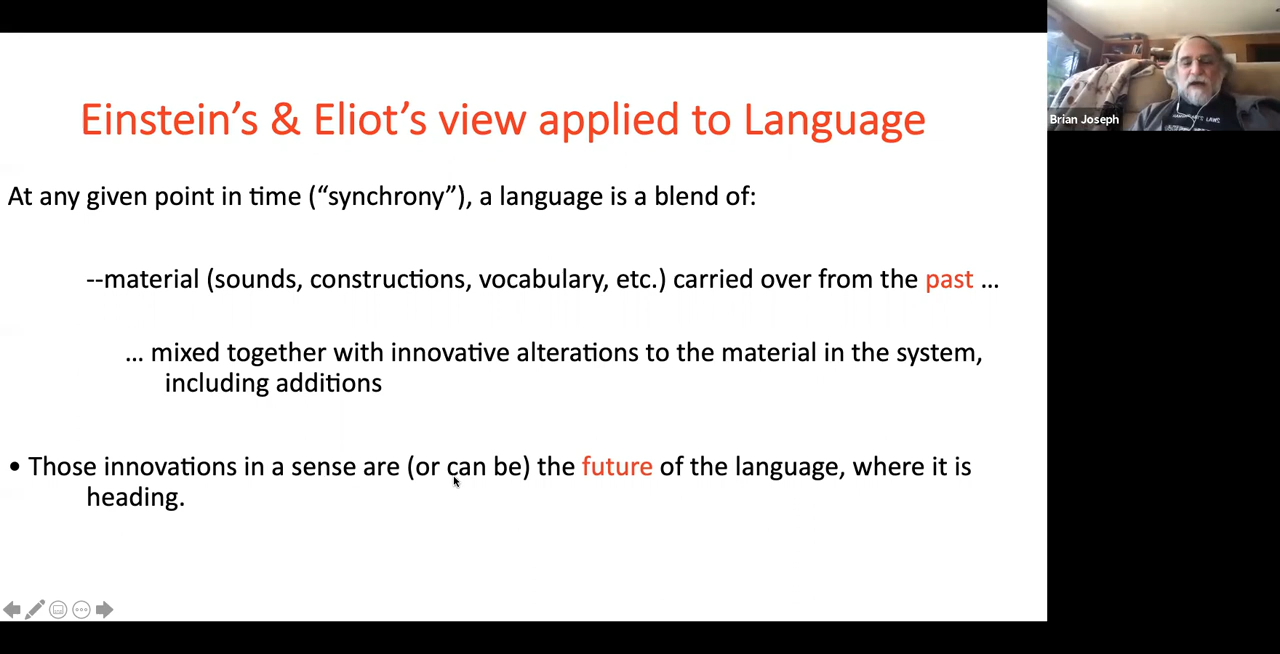 Einstein’s & Eliot’s view applied to Language
At any given point in time (“synchrony”), a language is a blend of:
--material (sounds, constructions, vocabulary, etc.) carried over from the past ...
... mixed together with innovative alterations to the material in the system,
including additions
• Those innovations in a sense are (or can be) the future of the language, where it is
heading.
Brian Joseph